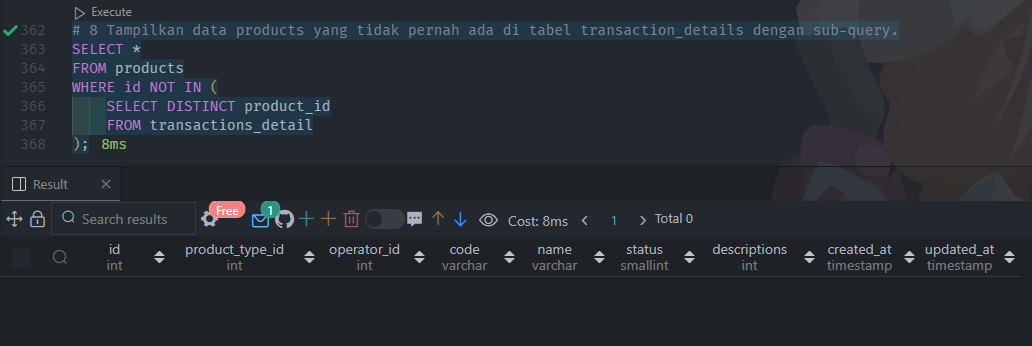 Execute
362 # 8 Tampilkan data products yang tidak pernah ada di tabel transaction_details dengan sub-query.
363 SELECT *
364 FROM products
365 WHERE id NOT IN (
366 SELECT DISTINCT product_id
367 FROM transactions_detail
368 ); 8ms
Result
Search results Free 1 Cost: 8ms 1 Total 0
id product_type_id operator_id code name status descriptions created_at updated_at
int int int varchar varchar smallint int timestamp timestamp